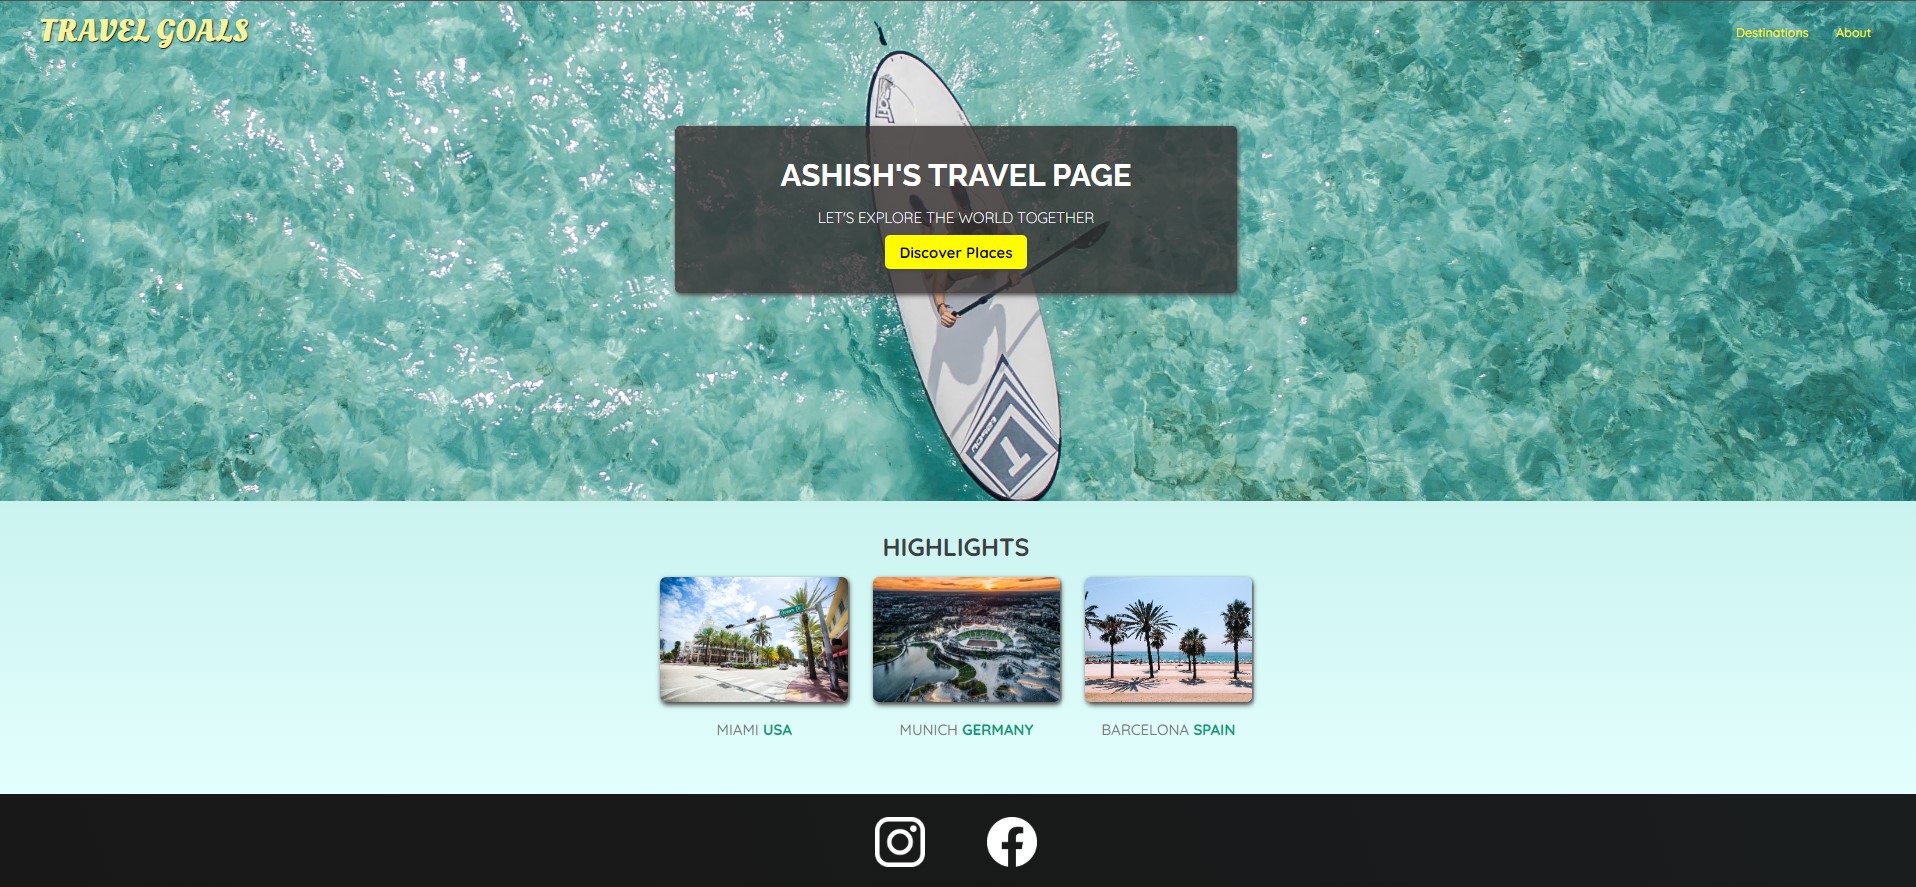 TRAVEL GOALS
Destinations
About
ASHISH'S TRAVEL PAGE
LET'S EXPLORE THE WORLD TOGETHER
Discover Places
HIGHLIGHTS
MIAMI USA
MUNICH GERMANY
BARCELONA SPAIN